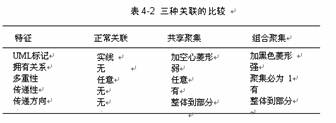 表4-2 三种关联的比较
特征 正常关联 共享聚集 组合聚集
UML标记 实线 加空心菱形 加黑色菱形
拥有关系 无 弱 强
多重性 任意 任意 聚集必为 1
传递性 无 有 有
传递方向 无 整体到部分 整体到部分